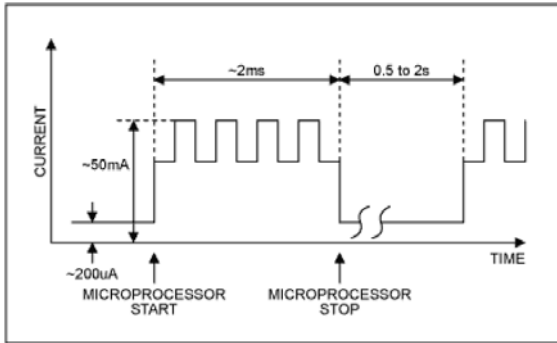 ~2ms
0.5 to 2s
CURRENT
~50mA
~200uA
TIME
MICROPROCESSOR
START
MICROPROCESSOR
STOP